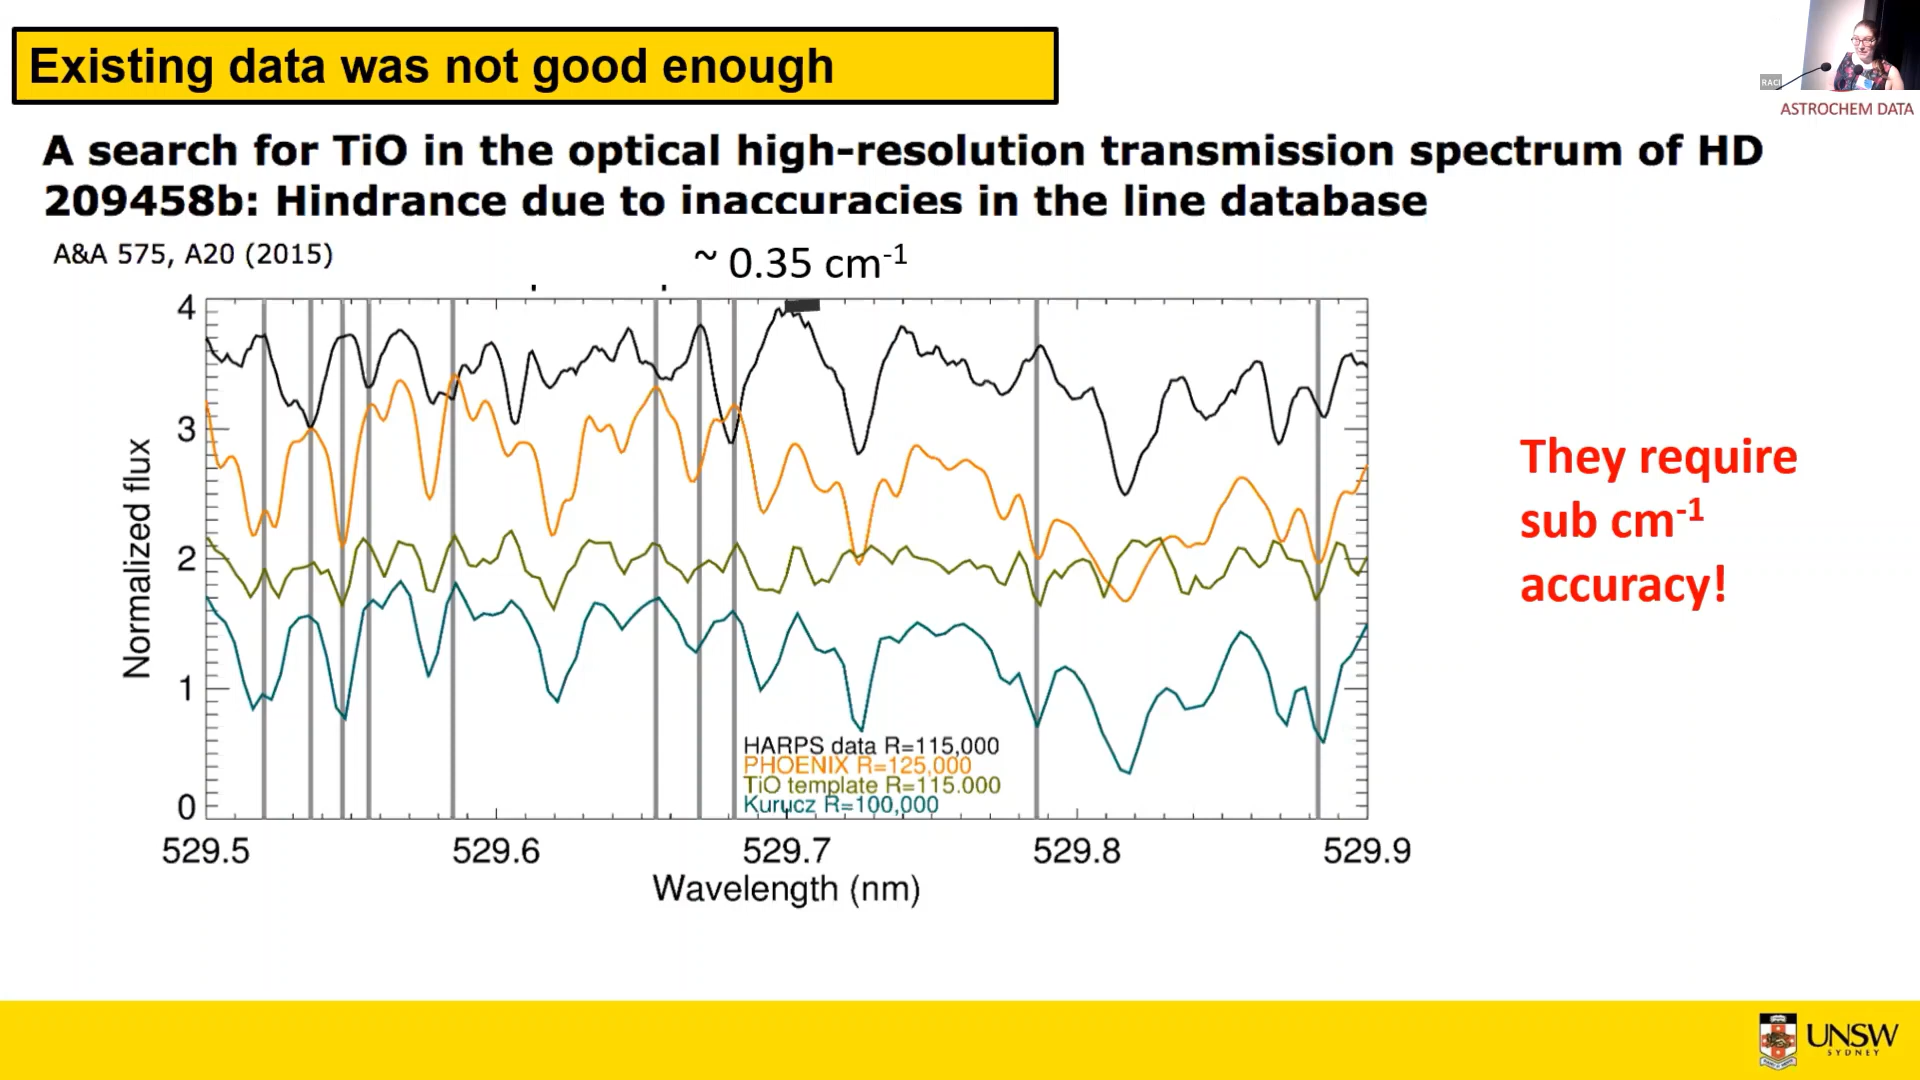 Existing data was not good enough
RACI
ASTROCHEM DATA
A search for TiO in the optical high-resolution transmission spectrum of HD
209458b: Hindrance due to inaccuracies in the line database
A&A 575, A20 (2015)
~ 0.35 cm-1
4
3
2
1
0
Normalized flux
HARPS data R=115,000
PHOENIX R=125,000
TiO template R=115.000
Kurucz R=100,000
529.5 529.6 529.7 529.8 529.9
Wavelength (nm)
They require
sub cm-1
accuracy!
UNSW
SYDNEY